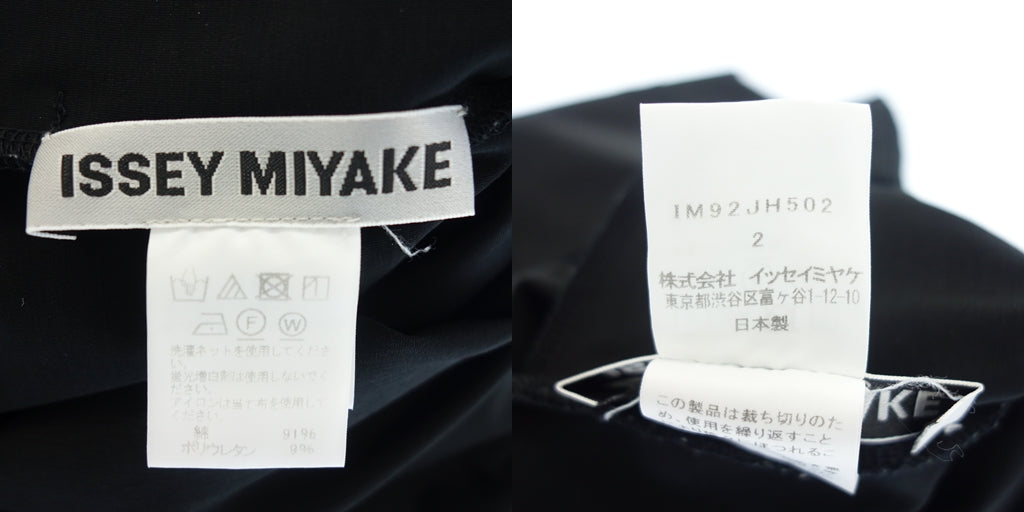 ISSEY MIYAKE
洗濯ネットを使用してくださ
い。
蛍光増白剤は使用しないでく
ださい。
アイロンは当て布を使用して
ください。
綿 91%
ポリウレタン 9%
IM92JH502
2
株式会社 イッセイミヤケ
東京都渋谷区富ヶ谷1-12-10
日本製
YKE
この製品は裁ち切りのた
め、使用を繰り返すこと